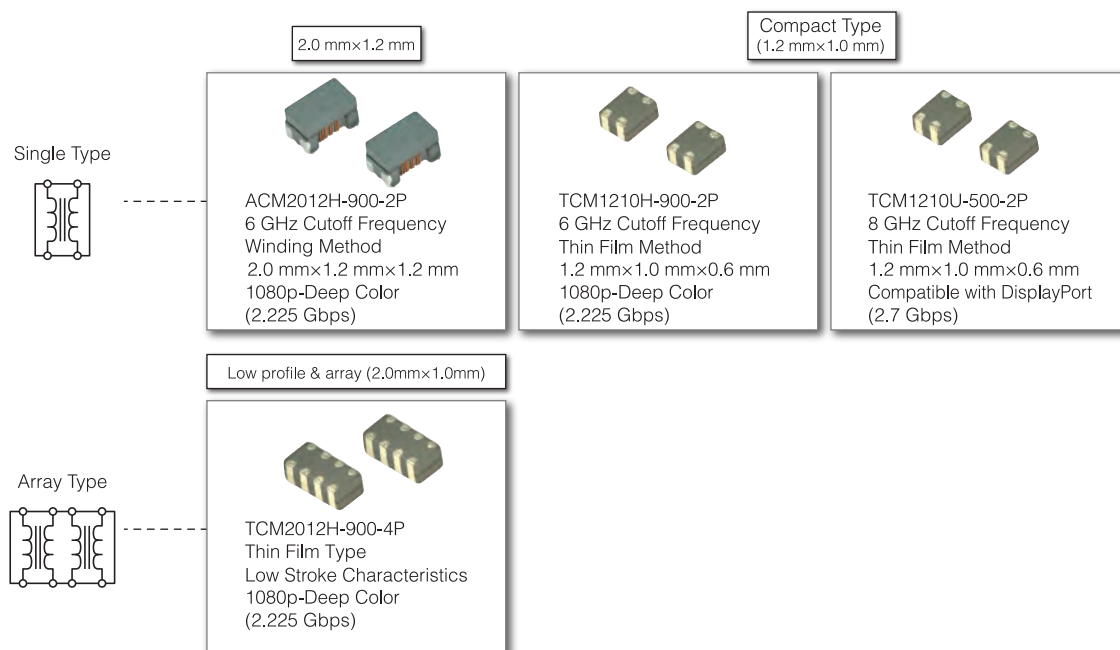 2.0 mm×1.2 mm
Compact Type
(1.2 mm×1.0 mm)
Single Type
ACM2012H-900-2P
6 GHz Cutoff Frequency
Winding Method
2.0 mm×1.2 mm×1.2 mm
1080p-Deep Color
(2.225 Gbps)
TCM1210H-900-2P
6 GHz Cutoff Frequency
Thin Film Method
1.2 mm×1.0 mm×0.6 mm
1080p-Deep Color
(2.225 Gbps)
TCM1210U-500-2P
8 GHz Cutoff Frequency
Thin Film Method
1.2 mm×1.0 mm×0.6 mm
Compatible with DisplayPort
(2.7 Gbps)
Low profile & array (2.0mm×1.0mm)
Array Type
TCM2012H-900-4P
Thin Film Type
Low Stroke Characteristics
1080p-Deep Color
(2.225 Gbps)